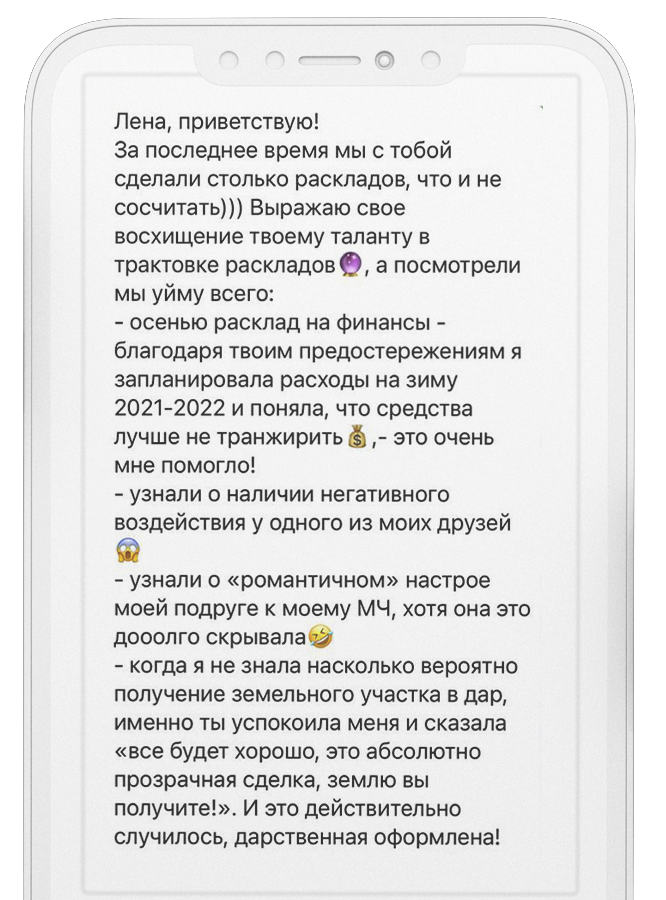 Лена, приветствую!
За последнее время мы с тобой
сделали столько раскладов, что и не
сосчитать))) Выражаю свое
восхищение твоему таланту в
трактовке раскладов🔮, а посмотрели
мы уйму всего:
- осенью расклад на финансы -
благодаря твоим предостережениям я
запланировала расходы на зиму
2021-2022 и поняла, что средства
лучше не транжирить💰,- это очень
мне помогло!
- узнали о наличии негативного
воздействия у одного из моих друзей
😱
- узнали о «романтичном» настрое
моей подруге к моему МЧ, хотя она это
дооолго скрывала🤣
- когда я не знала насколько вероятно
получение земельного участка в дар,
именно ты успокоила меня и сказала
«все будет хорошо, это абсолютно
прозрачная сделка, землю вы
получите!». И это действительно
случилось, дарственная оформлена!